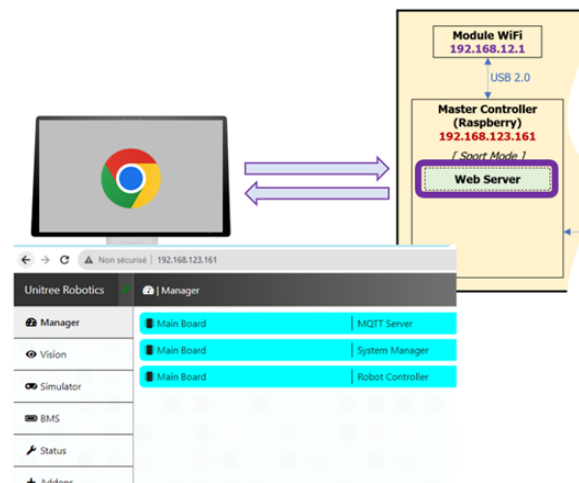 Module WiFi
192.168.12.1
USB 2.0
Master Controller
(Raspberry)
192.168.123.161
[ Sport Mode ]
Web Server
Non sécurisé | 192.168.123.161
Unitree Robotics
| Manager
Manager
Main Board
MQTT Server
Vision
Main Board
System Manager
Simulator
Main Board
Robot Controller
BMS
Status
Addons